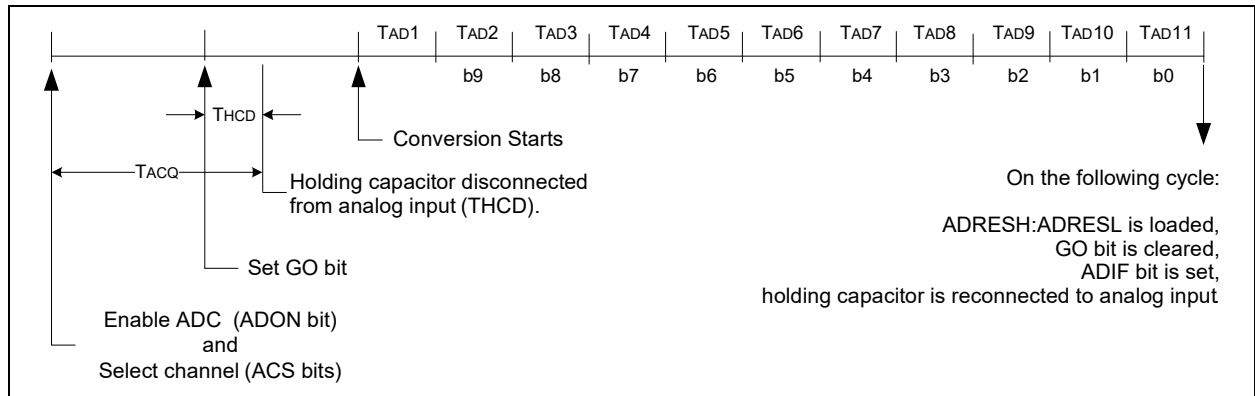 TAD1 TAD2 TAD3 TAD4 TAD5 TAD6 TAD7 TAD8 TAD9 TAD10 TAD11
b9 b8 b7 b6 b5 b4 b3 b2 b1 b0
THCD
Conversion Starts
TACQ
Holding capacitor disconnected
from analog input (THCD).
Set GO bit
Enable ADC (ADON bit)
and
Select channel (ACS bits)
On the following cycle:
ADRESH:ADRESL is loaded,
GO bit is cleared,
ADIF bit is set,
holding capacitor is reconnected to analog input